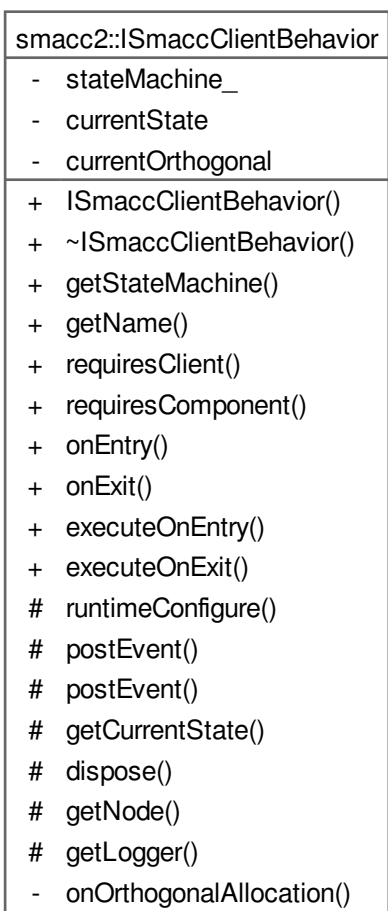 smacc2::ISmaccClientBehavior
- stateMachine_
- currentState
- currentOrthogonal
+ ISmaccClientBehavior()
+ ~ISmaccClientBehavior()
+ getStateMachine()
+ getName()
+ requiresClient()
+ requiresComponent()
+ onEntry()
+ onExit()
+ executeOnEntry()
+ executeOnExit()
# runtimeConfigure()
# postEvent()
# postEvent()
# getCurrentState()
# dispose()
# getNode()
# getLogger()
- onOrthogonalAllocation()